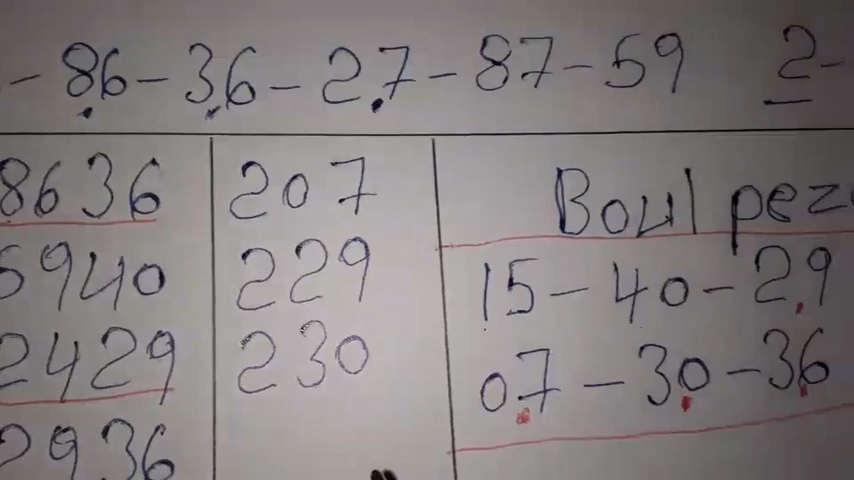 - 86 - 36 - 27 - 87 - 59 2-
8636 207 Boul pez
5940 229 15 - 40 - 29
2429 230 07 - 30 - 36
2936